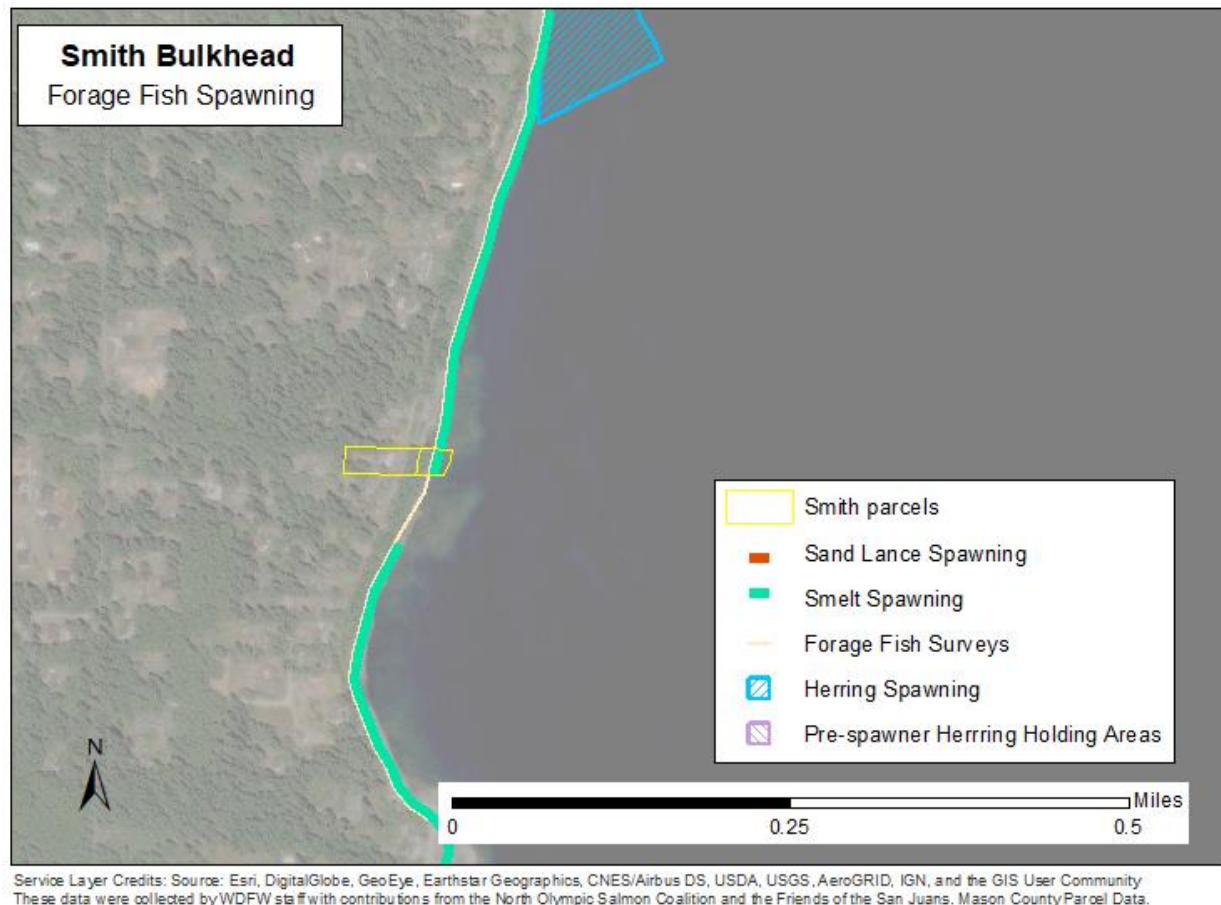 Smith Bulkhead
Forage Fish Spawning
Smith parcels
Sand Lance Spawning
Smelt Spawning
Forage Fish Surveys
Herring Spawning
Pre-spawner Herrring Holding Areas
N
Miles
0 0.25 0.5
Service Layer Credits: Source: Esri, DigitalGlobe, GeoEye, Earthstar Geographics, CNES/Airbus DS, USDA, USGS, AeroGRID, IGN, and the GIS User Community
These data were collected by WDFW staff with contributions from the North Olympic Salmon Coalition and the Friends of the San Juans. Mason County Parcel Data.